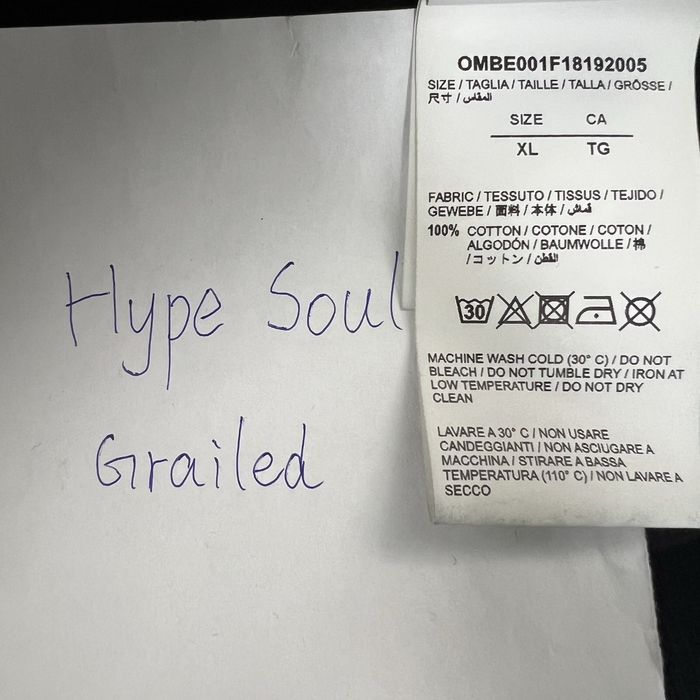 Hype Soul
Grailed
OMBE001F18192005
SIZE / TAGLIA / TAILLE / TALLA / GRÖSSE /
尺寸 / المقاس
SIZE CA
XL TG
FABRIC / TESSUTO / TISSUS / TEJIDO /
GEWEBE / 面料 / 本体 / قماش
100% COTTON / COTONE / COTON /
ALGODÓN / BAUMWOLLE / 棉
/ コットン / القطن
30
MACHINE WASH COLD (30° C) / DO NOT
BLEACH / DO NOT TUMBLE DRY / IRON AT
LOW TEMPERATURE / DO NOT DRY
CLEAN
LAVARE A 30° C / NON USARE
CANDEGGIANTI / NON ASCIUGARE A
MACCHINA / STIRARE A BASSA
TEMPERATURA (110° C) / NON LAVARE A
SECCO